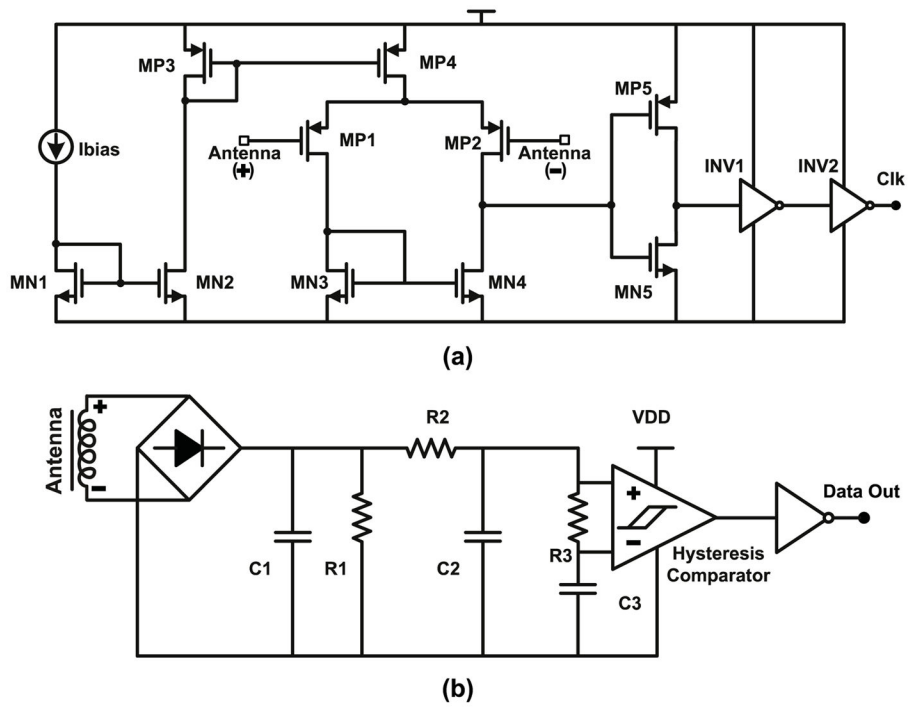 MP3
MP4
MP5
Ibias
Antenna
(+)
MP1
MP2
Antenna
(−)
INV1
INV2
Clk
MN1
MN2
MN3
MN4
MN5
(a)
Antenna
+
−
R2
VDD
C1
R1
C2
R3
C3
+
−
Hysteresis
Comparator
Data Out
(b)